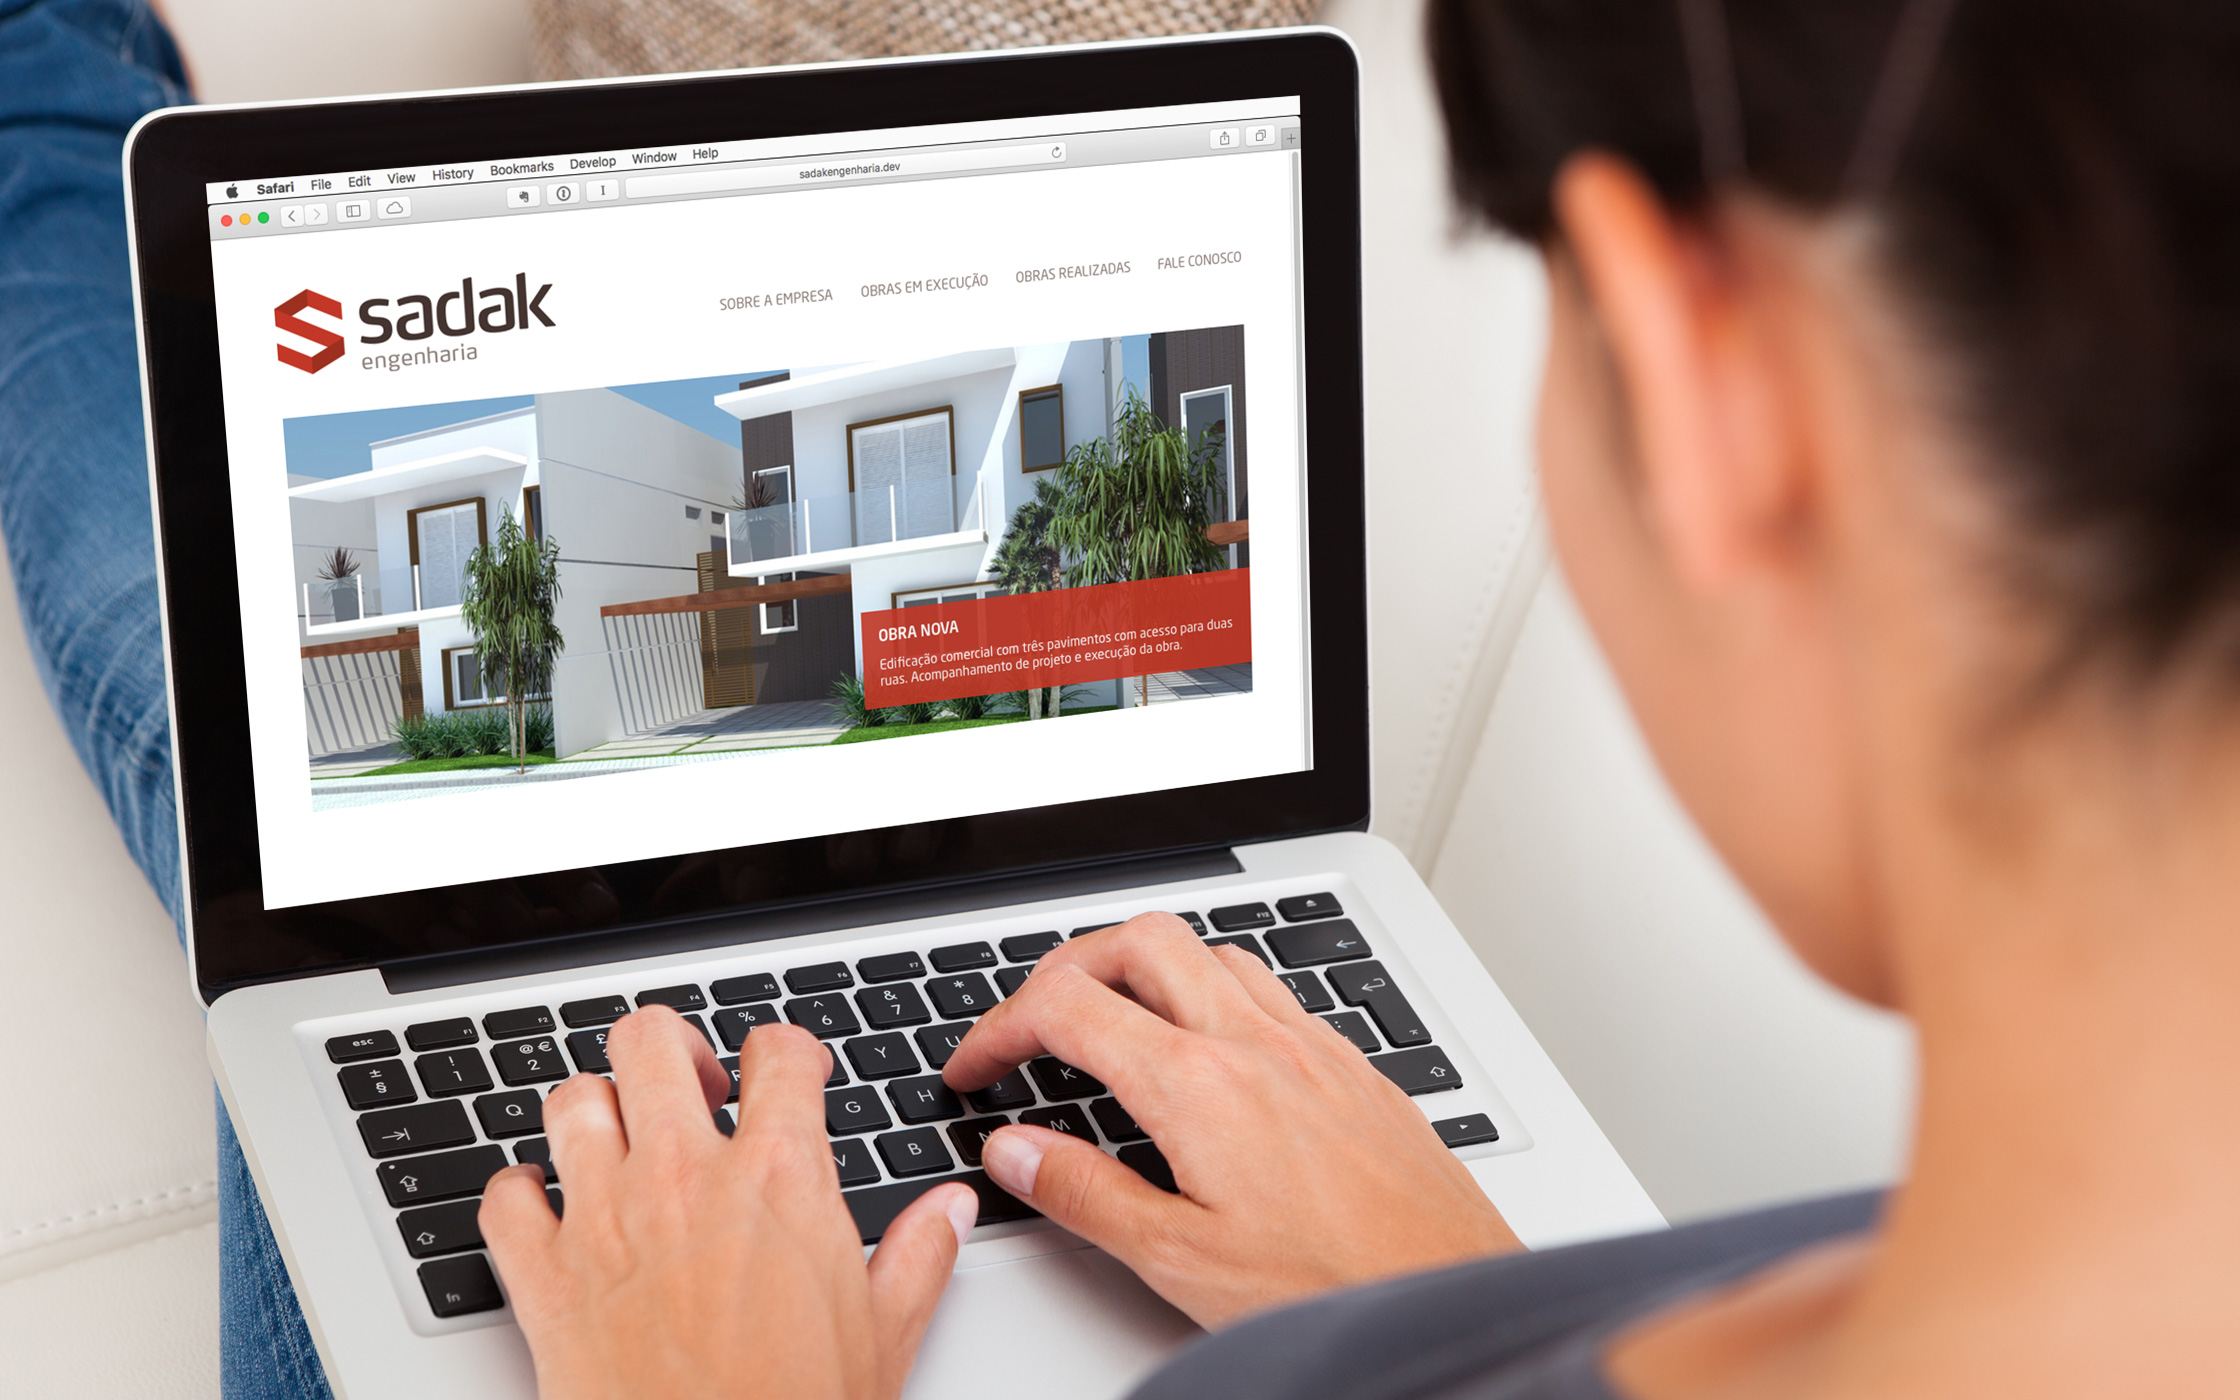 Safari File Edit View History Bookmarks Develop Window Help
sadakengenharia.dev
sadak
engenharia
SOBRE A EMPRESA OBRAS EM EXECUÇÃO OBRAS REALIZADAS FALE CONOSCO
OBRA NOVA
Edificação comercial com três pavimentos com acesso para duas
ruas. Acompanhamento de projeto e execução da obra.
esc F1 F2 F3 F4 F5 F6 F7 F8 F11 F12
± § ! 1 @ € 2 £ % ^ 6 & 7 * 8
Q R Y U
G H J K
V B N M
fn